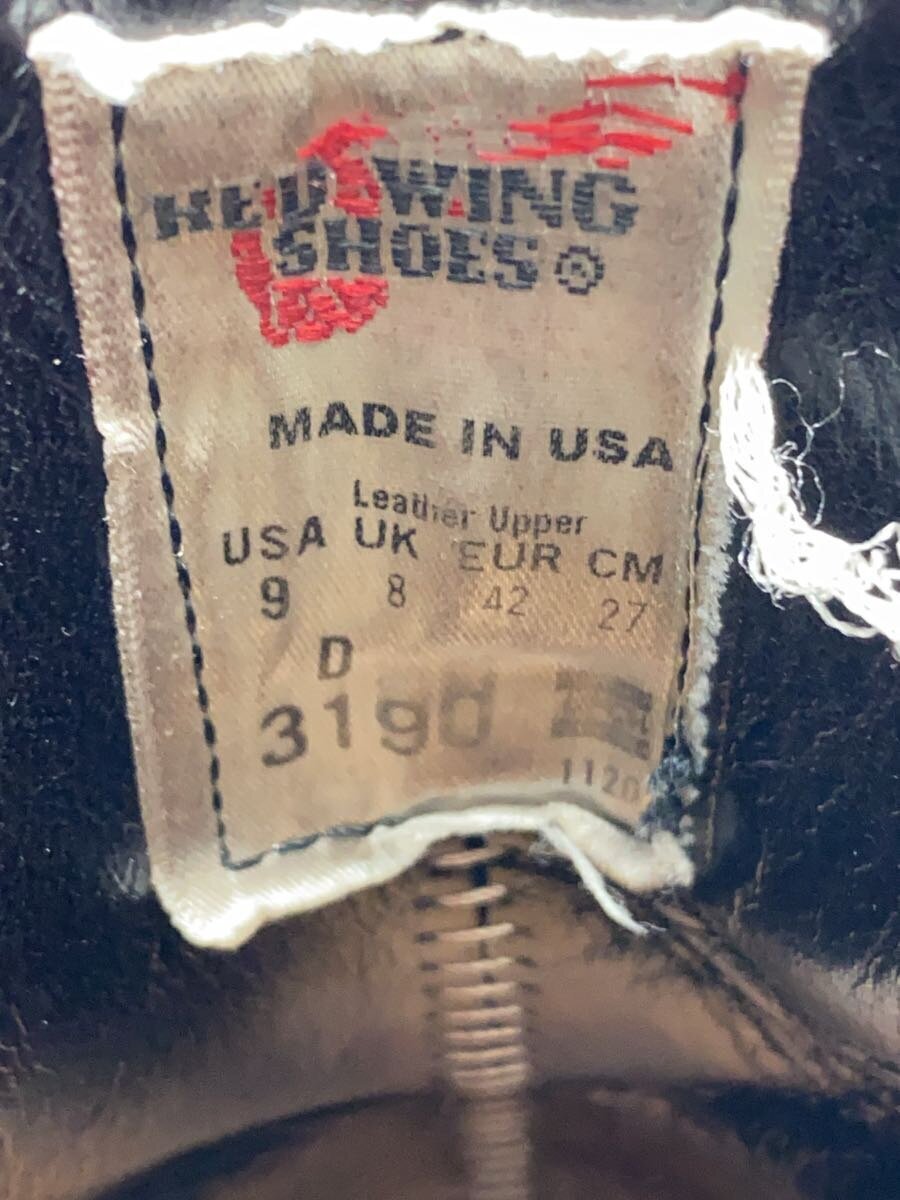 RED WING
SHOES ®
MADE IN USA
Leather Upper
USA UK EUR CM
9 8 42 27
D
3190
1120